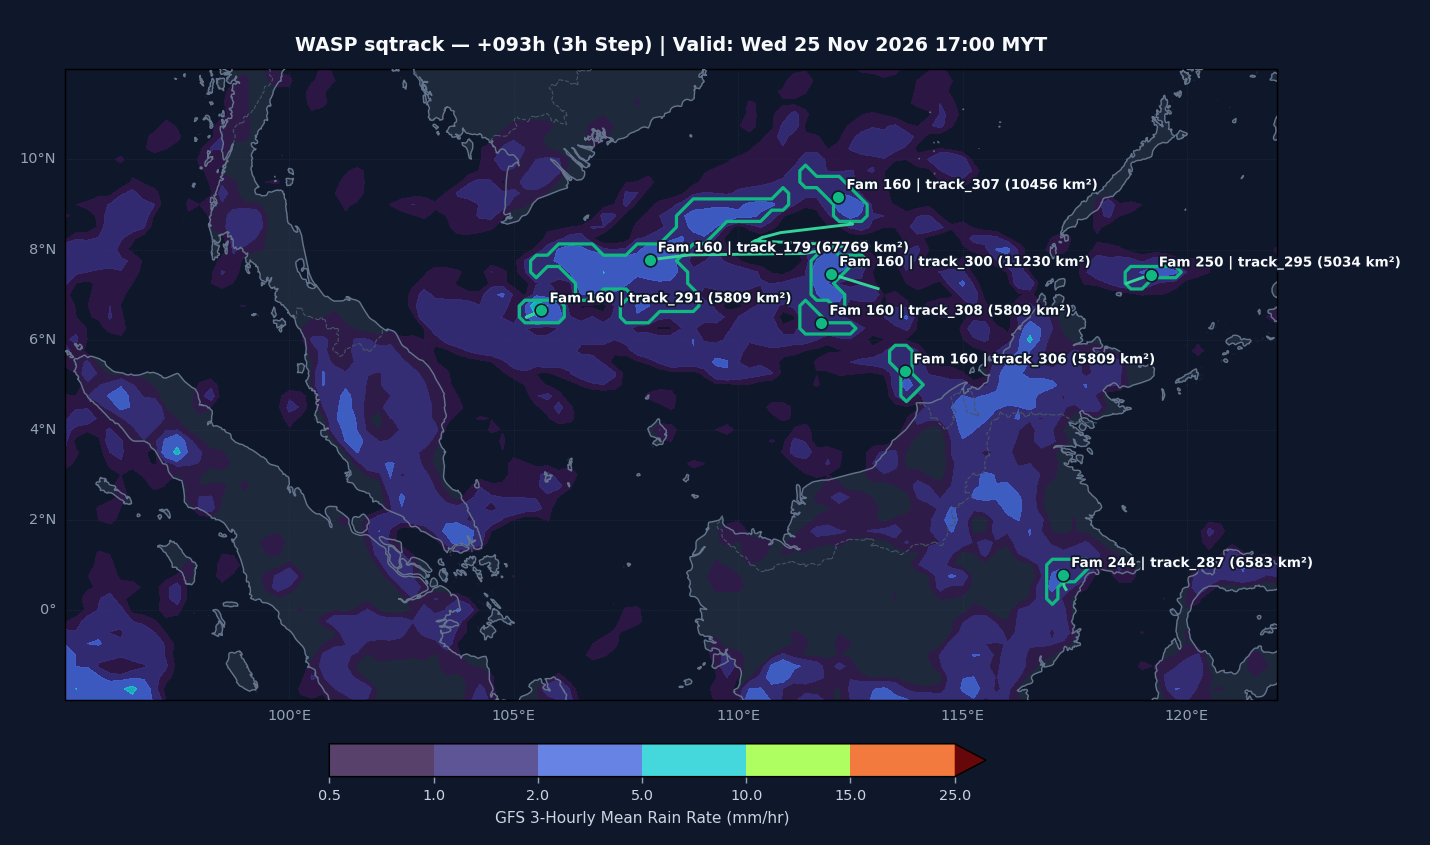 WASP sqtrack — +093h (3h Step) | Valid: Wed 25 Nov 2026 17:00 MYT
10°N
8°N
6°N
4°N
2°N
0°
Fam 160 | track_307 (10456 km²)
Fam 160 | track_179 (67769 km²)
Fam 160 | track_300 (11230 km²)
Fam 250 | track_295 (5034 km²)
Fam 160 | track_291 (5809 km²)
Fam 160 | track_308 (5809 km²)
Fam 160 | track_306 (5809 km²)
Fam 244 | track_287 (6583 km²)
100°E 105°E 110°E 115°E 120°E
0.5 1.0 2.0 5.0 10.0 15.0 25.0
GFS 3-Hourly Mean Rain Rate (mm/hr)